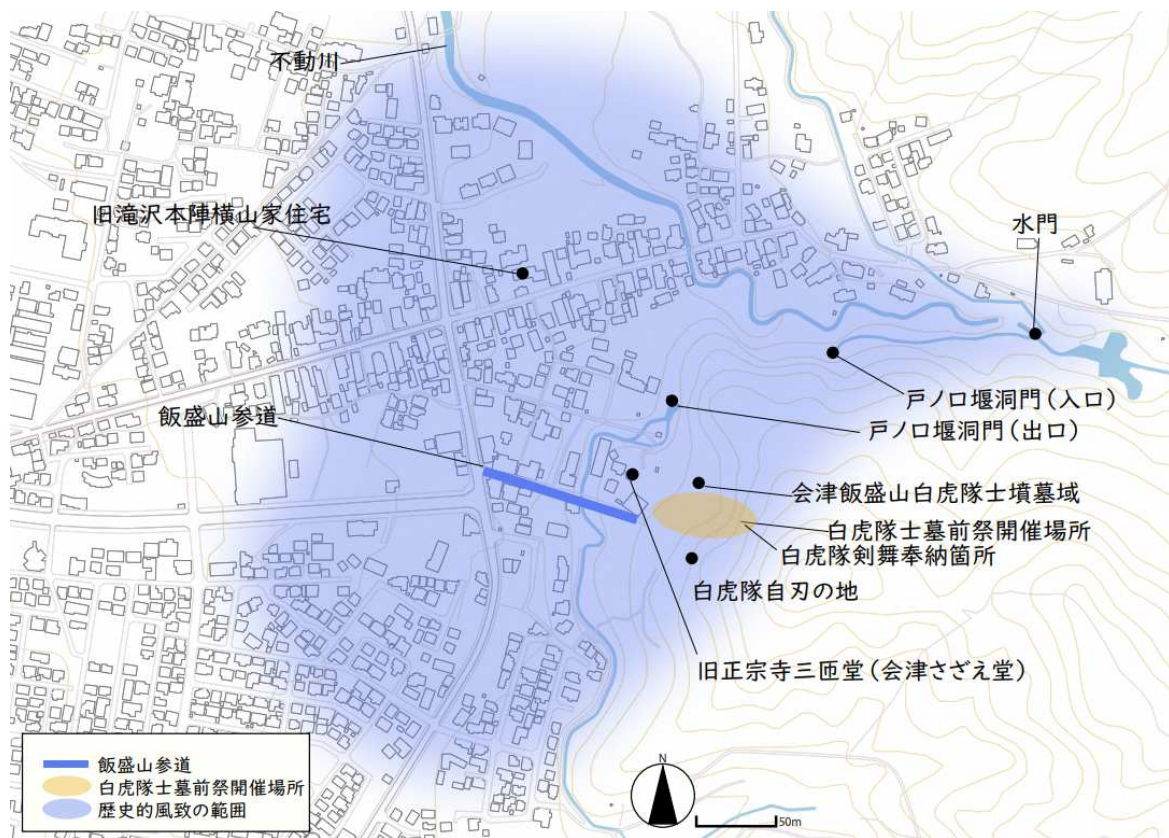 不動川
旧滝沢本陣横山家住宅
水門
戸ノ口堰洞門(入口)
飯盛山参道
戸ノ口堰洞門(出口)
会津飯盛山白虎隊士墳墓域
白虎隊士墓前祭開催場所
白虎隊剣舞奉納箇所
白虎隊自刃の地
旧正宗寺三匝堂(会津さざえ堂)
飯盛山参道
白虎隊士墓前祭開催場所
歴史的風致の範囲
N
50m